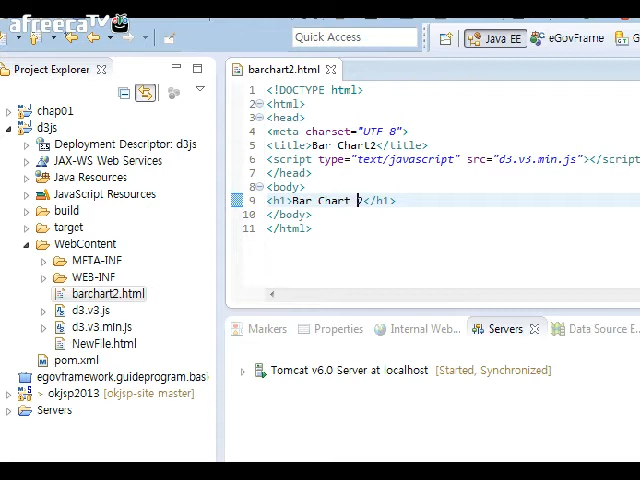 afreecaTV
Quick Access
Java EE
eGovFrame
Project Explorer
chap01
d3js
Deployment Descriptor: d3js
JAX-WS Web Services
Java Resources
JavaScript Resources
build
target
WebContent
META-INF
WEB-INF
barchart2.html
d3.v3.js
d3.v3.min.js
NewFile.html
pom.xml
egovframework.guideprogram.bas
okjsp2013 [okjsp-site master]
Servers
barchart2.html
1 <!DOCTYPE html>
2 <html>
3 <head>
4 <meta charset="UTF-8">
5 <title>Bar Chart2</title>
6 <script type="text/javascript" src="d3.v3.min.js"></script
7 </head>
8 <body>
9 <h1>Bar Chart 2</h1>
10 </body>
11 </html>
Markers
Properties
Internal Web...
Servers
Data Source E...
Tomcat v6.0 Server at localhost [Started, Synchronized]